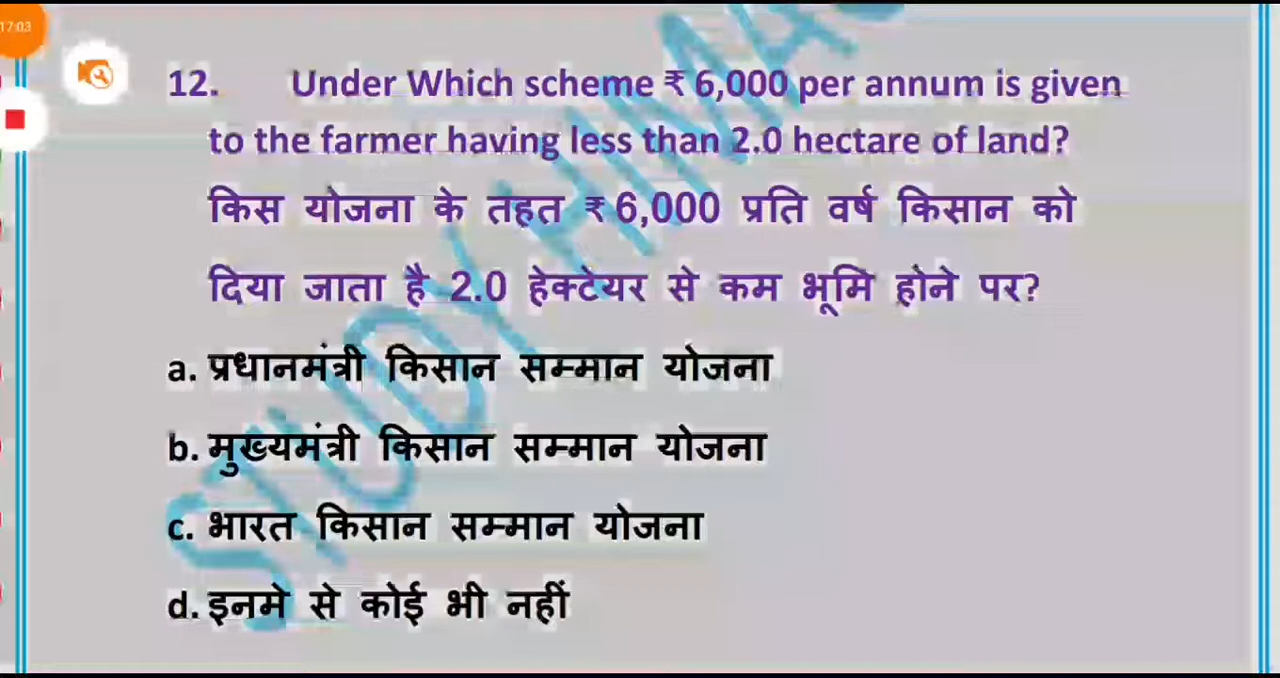 17:03
12. Under Which scheme ₹ 6,000 per annum is given
to the farmer having less than 2.0 hectare of land?
किस योजना के तहत ₹ 6,000 प्रति वर्ष किसान को
दिया जाता है 2.0 हेक्टेयर से कम भूमि होने पर?
a. प्रधानमंत्री किसान सम्मान योजना
b. मुख्यमंत्री किसान सम्मान योजना
c. भारत किसान सम्मान योजना
d. इनमे से कोई भी नहीं